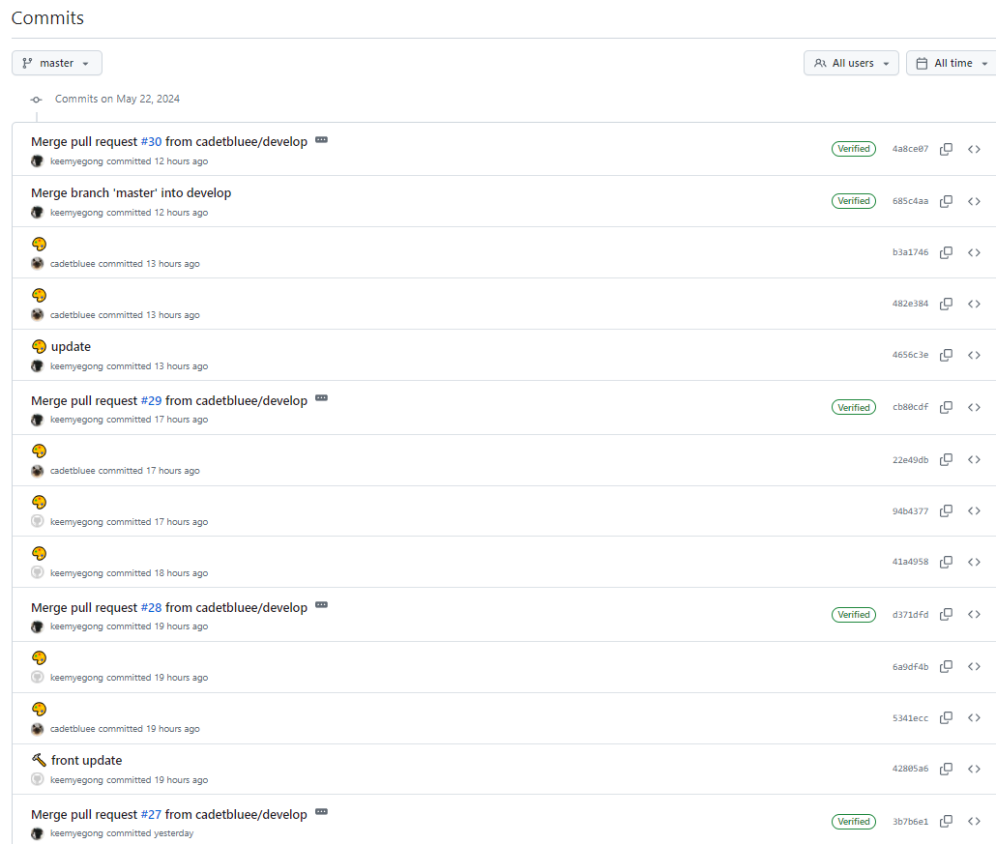 Commits
master
All users
All time
Commits on May 22, 2024
Merge pull request #30 from cadetbluee/develop
keemyegong committed 12 hours ago
Verified
4a8ce07
Merge branch 'master' into develop
keemyegong committed 12 hours ago
Verified
685c4aa
cadetbluee committed 13 hours ago
b3a1746
cadetbluee committed 13 hours ago
482e384
update
keemyegong committed 13 hours ago
4656c3e
Merge pull request #29 from cadetbluee/develop
keemyegong committed 17 hours ago
Verified
cb80cdf
cadetbluee committed 17 hours ago
22e49db
keemyegong committed 17 hours ago
94b4377
keemyegong committed 18 hours ago
41a4958
Merge pull request #28 from cadetbluee/develop
keemyegong committed 19 hours ago
Verified
d371dfd
keemyegong committed 19 hours ago
6a9df4b
cadetbluee committed 19 hours ago
5341ecc
front update
keemyegong committed 19 hours ago
42805a6
Merge pull request #27 from cadetbluee/develop
keemyegong committed yesterday
Verified
3b7b6e1